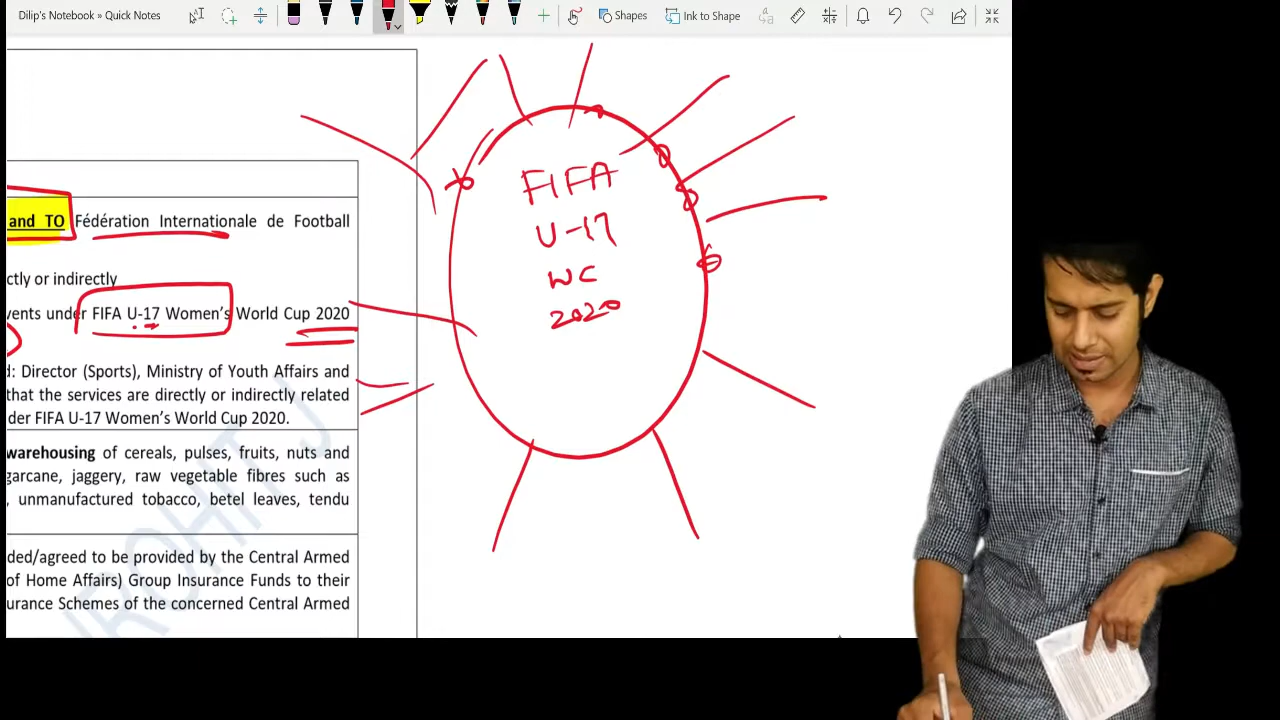 Dilip's Notebook » Quick Notes
Shapes
Ink to Shape
and TO Fédération Internationale de Football
ctly or indirectly
vents under FIFA U-17 Women's World Cup 2020
d: Director (Sports), Ministry of Youth Affairs and
that the services are directly or indirectly related
der FIFA U-17 Women's World Cup 2020.
warehousing of cereals, pulses, fruits, nuts and
garcane, jaggery, raw vegetable fibres such as
, unmanufactured tobacco, betel leaves, tendu
ded/agreed to be provided by the Central Armed
of Home Affairs) Group Insurance Funds to their
urance Schemes of the concerned Central Armed
FIFA
U-17
WC
2020
ROHIT J